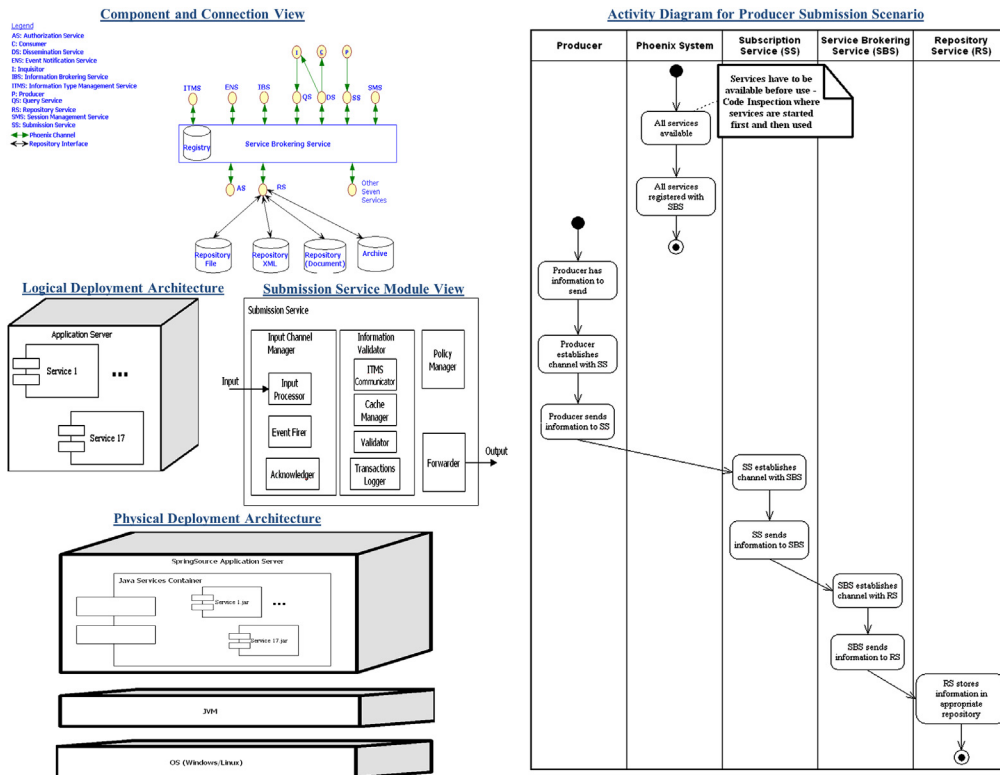 Component and Connection View
Legend
AS: Authorization Service
C: Consumer
DS: Dissemination Service
ENS: Event Notification Service
I: Inquisitor
IBS: Information Brokering Service
ITMS: Information Type Management Service
P: Producer
QS: Query Service
RS: Repository Service
SMS: Session Management Service
SS: Submission Service
Phoenix Channel
Repository Interface
I
C
P
ITMS
ENS
IBS
QS
DS
SS
SMS
Registry
Service Brokering Service
AS
RS
Other
Seven
Services
Repository
File
Repository
XML
Repository
(Document)
Archive
Logical Deployment Architecture
Application Server
Service 1
...
Service 17
Submission Service Module View
Submission Service
Input
Input Channel
Manager
Input
Processor
Event Firer
Acknowledger
Information
Validator
ITMS
Communicator
Cache
Manager
Validator
Transactions
Logger
Policy
Manager
Forwarder
Output
Physical Deployment Architecture
SpringSource Application Server
Java Services Container
Service 1.jar
...
Service 17.jar
JVM
OS (Windows/Linux)
Activity Diagram for Producer Submission Scenario
Producer
Phoenix System
Subscription
Service (SS)
Service Brokering
Service (SBS)
Repository
Service (RS)
Services have to be
available before use -
Code Inspection where
services are started
first and then used
All services
available
All services
registered with
SBS
Producer has
information to
send
Producer
establishes
channel with SS
Producer sends
information to SS
SS establishes
channel with SBS
SS sends
information to SBS
SBS establishes
channel with RS
SBS sends
information to RS
RS stores
information in
appropriate
repository